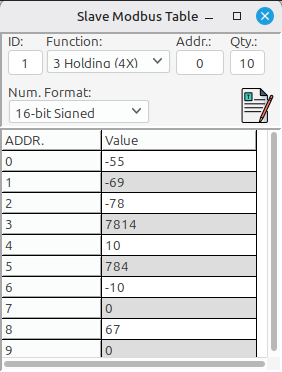 Slave Modbus Table
ID: Function: Addr.: Qty.:
1 3 Holding (4X) 0 10
Num. Format:
16-bit Signed
ADDR. Value
0 -55
1 -69
2 -78
3 7814
4 10
5 784
6 -10
7 0
8 67
9 0